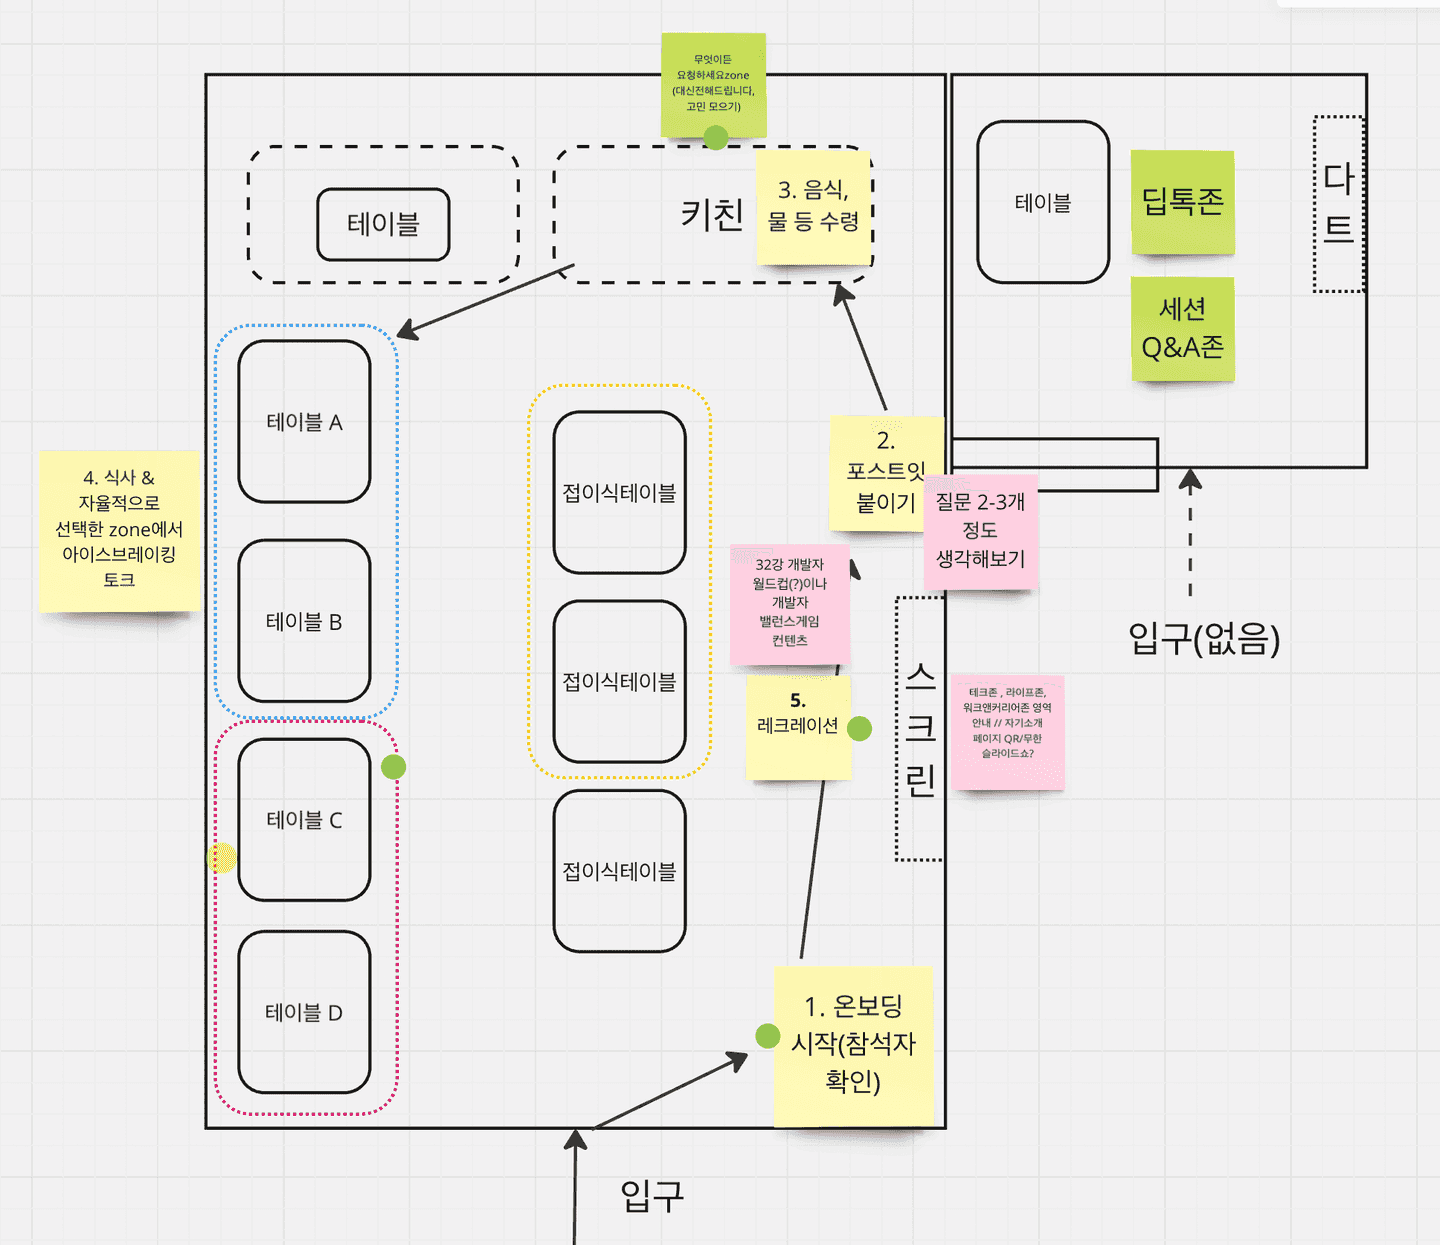 무엇이든
요청하세요zone
(대신전해드립니다,
고민 모으기)
테이블
키친
3. 음식,
물 등 수령
테이블
딥톡존
다
트
세션
Q&A존
테이블 A
4. 식사 &
자율적으로
선택한 zone에서
아이스브레이킹
토크
테이블 B
접이식테이블
2.
포스트잇
붙이기
질문 2-3개
정도
생각해보기
32강 개발자
월드컵(?)이나
개발자
밸런스게임
컨텐츠
입구(없음)
접이식테이블
5.
레크레이션
스
크
린
테크존 , 라이프존,
워크앤커리어존 영역
안내 // 자기소개
페이지 QR/무한
슬라이드쇼?
테이블 C
접이식테이블
테이블 D
1. 온보딩
시작(참석자
확인)
입구